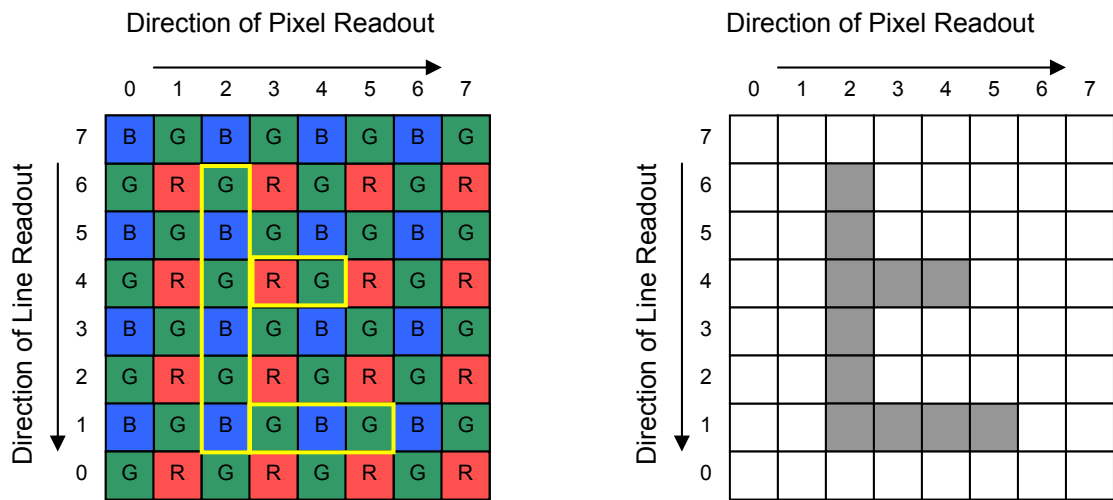 Direction of Pixel Readout
0 1 2 3 4 5 6 7
Direction of Line Readout
7 B G B G B G B G
6 G R G R G R G R
5 B G B G B G B G
4 G R G R G R G R
3 B G B G B G B G
2 G R G R G R G R
1 B G B G B G B G
0 G R G R G R G R
Direction of Pixel Readout
0 1 2 3 4 5 6 7
Direction of Line Readout
7
6
5
4
3
2
1
0